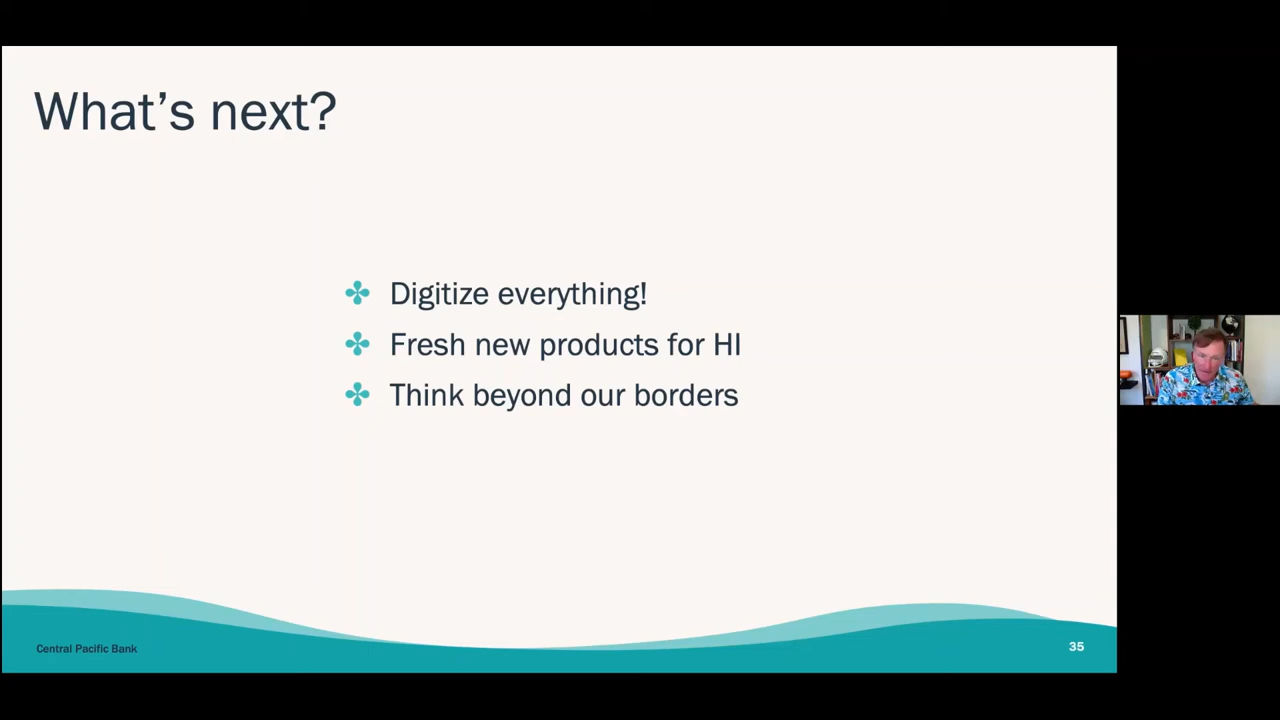 What’s next?
Digitize everything!
Fresh new products for HI
Think beyond our borders
Central Pacific Bank
35